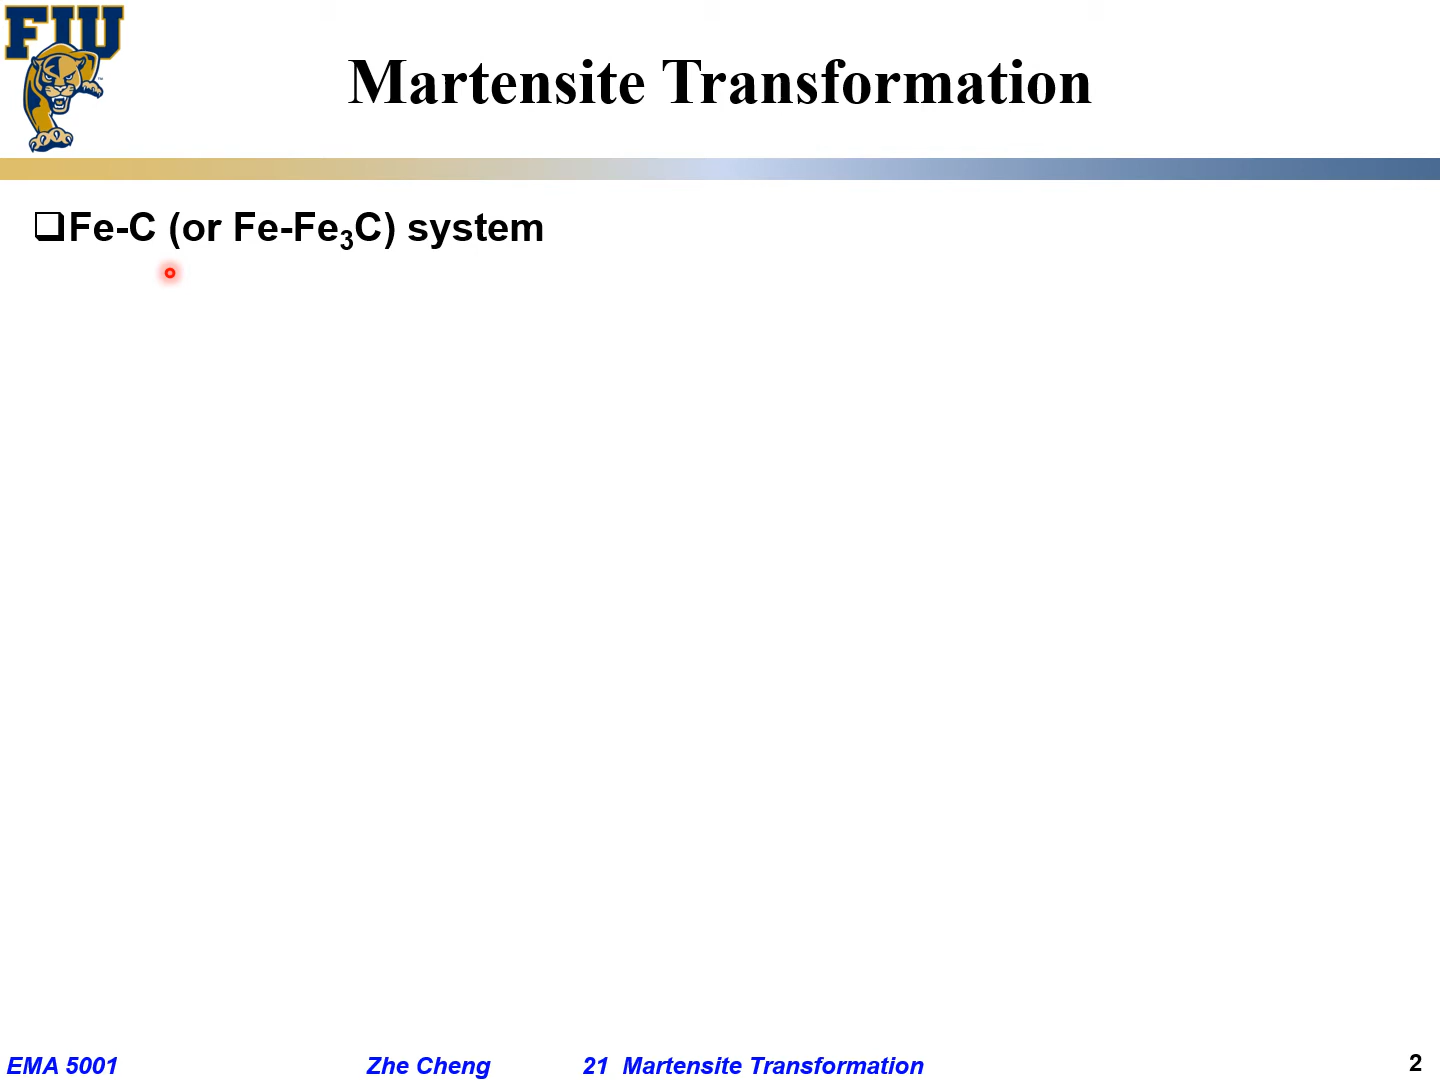 FIU
Martensite Transformation
❑Fe-C (or Fe-Fe₃C) system
EMA 5001 Zhe Cheng 21 Martensite Transformation 2